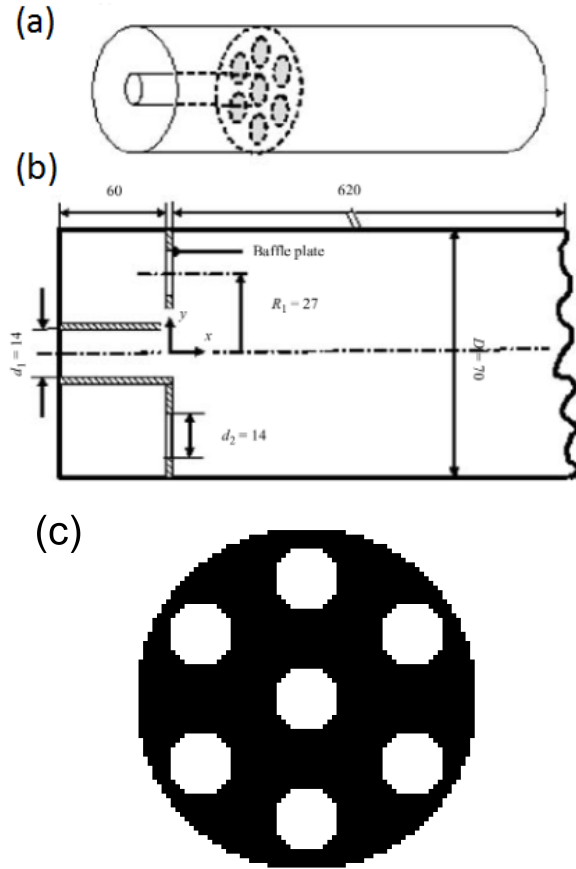 (a)
(b)
60
620
Baffle plate
R₁ = 27
y
x
d₁ = 14
D = 70
d₂ = 14
(c)